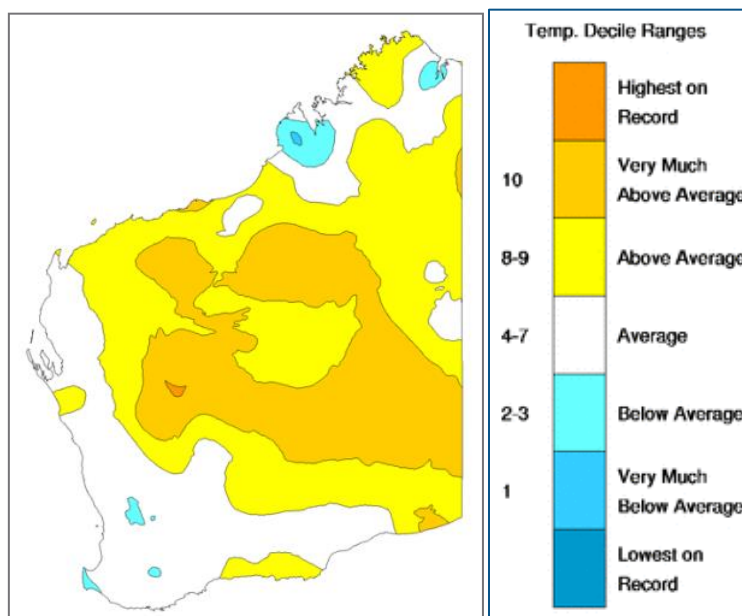 Temp. Decile Ranges
Highest on
Record
10
Very Much
Above Average
8-9
Above Average
4-7
Average
2-3
Below Average
1
Very Much
Below Average
Lowest on
Record